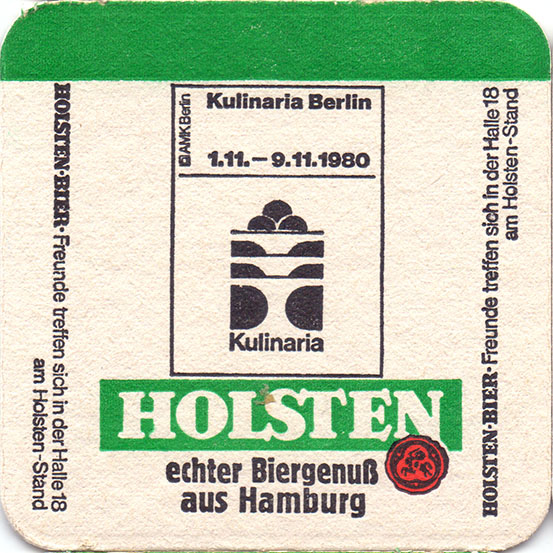 AMK Berlin
Kulinaria Berlin
1.11.–9.11.1980
Kulinaria
HOLSTEN
echter Biergenuß
aus Hamburg
HOLSTEN-BIER·Freunde treffen sich in der Halle 18
am Holsten-Stand
HOLSTEN-BIER·Freunde treffen sich in der Halle 18
am Holsten-Stand